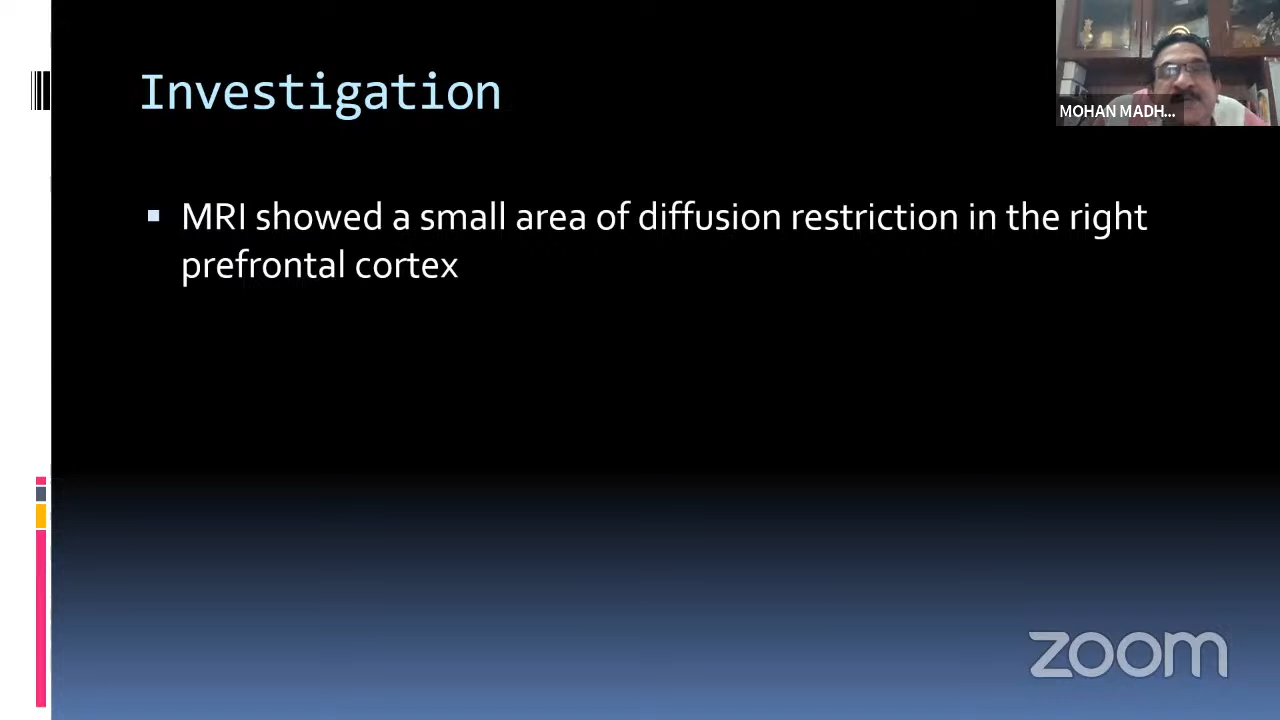 Investigation
MOHAN MADH...
MRI showed a small area of diffusion restriction in the right
prefrontal cortex
zoom